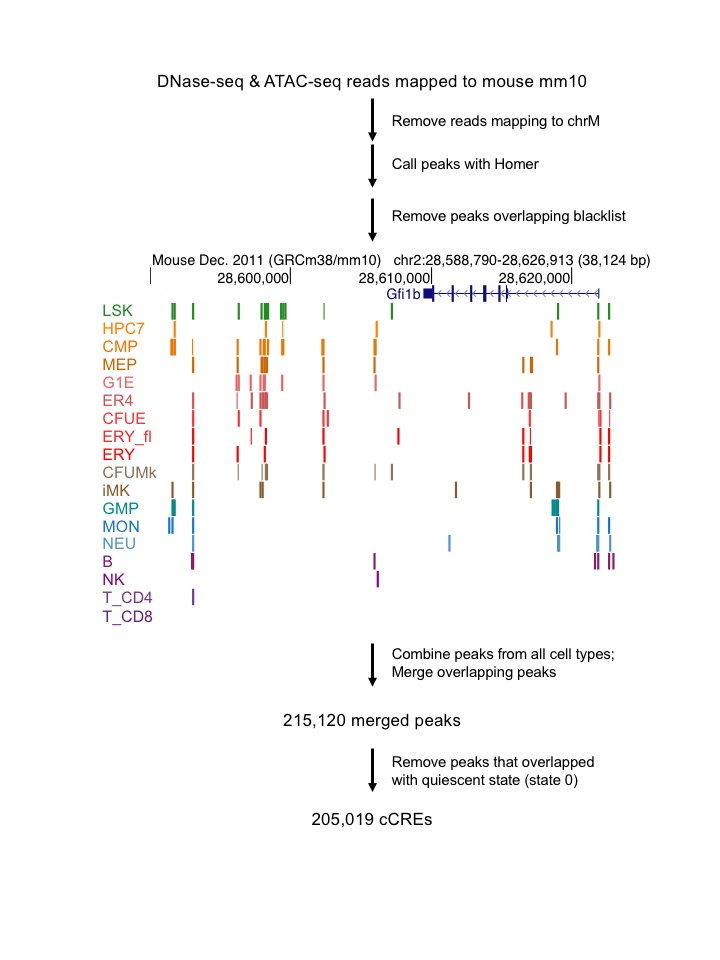 DNase-seq & ATAC-seq reads mapped to mouse mm10
Remove reads mapping to chrM
Call peaks with Homer
Remove peaks overlapping blacklist
Mouse Dec. 2011 (GRCm38/mm10) chr2:28,588,790-28,626,913 (38,124 bp)
28,600,000 28,610,000 28,620,000
Gfi1b
LSK
HPC7
CMP
MEP
G1E
ER4
CFUE
ERY_fl
ERY
CFUMk
iMK
GMP
MON
NEU
B
NK
T_CD4
T_CD8
Combine peaks from all cell types;
Merge overlapping peaks
215,120 merged peaks
Remove peaks that overlapped
with quiescent state (state 0)
205,019 cCREs